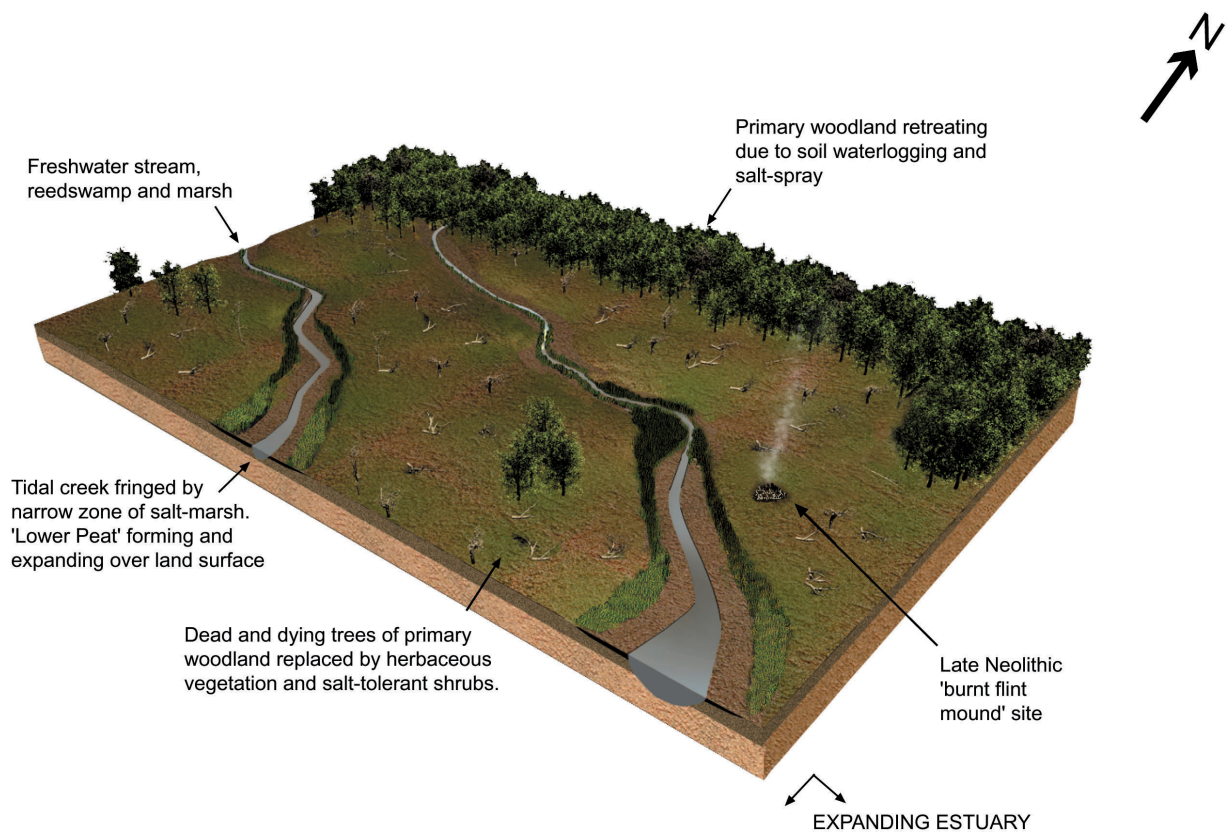 N
Primary woodland retreating
due to soil waterlogging and
salt-spray
Freshwater stream,
reedswamp and marsh
Tidal creek fringed by
narrow zone of salt-marsh.
'Lower Peat' forming and
expanding over land surface
Dead and dying trees of primary
woodland replaced by herbaceous
vegetation and salt-tolerant shrubs.
Late Neolithic
'burnt flint
mound' site
EXPANDING ESTUARY